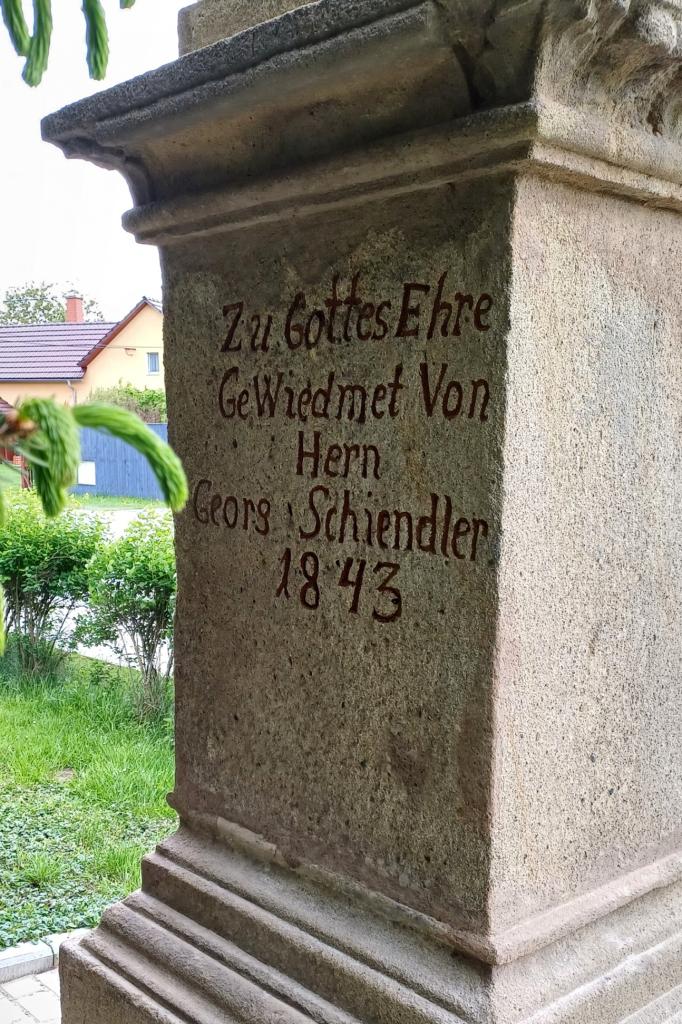 Zu Gottes Ehre
GeWiedmet Von
Hern
Georg Schiendler
1843